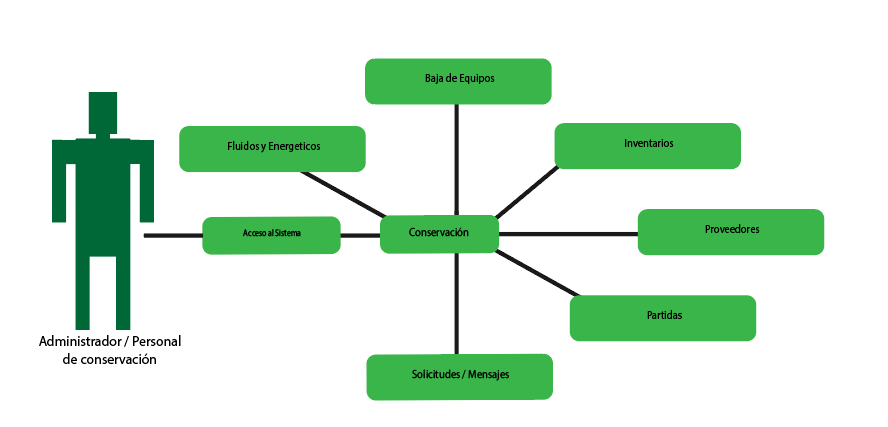 Baja de Equipos
Fluidos y Energeticos
Inventarios
Acceso al Sistema
Conservación
Proveedores
Partidas
Administrador / Personal
de conservación
Solicitudes / Mensajes